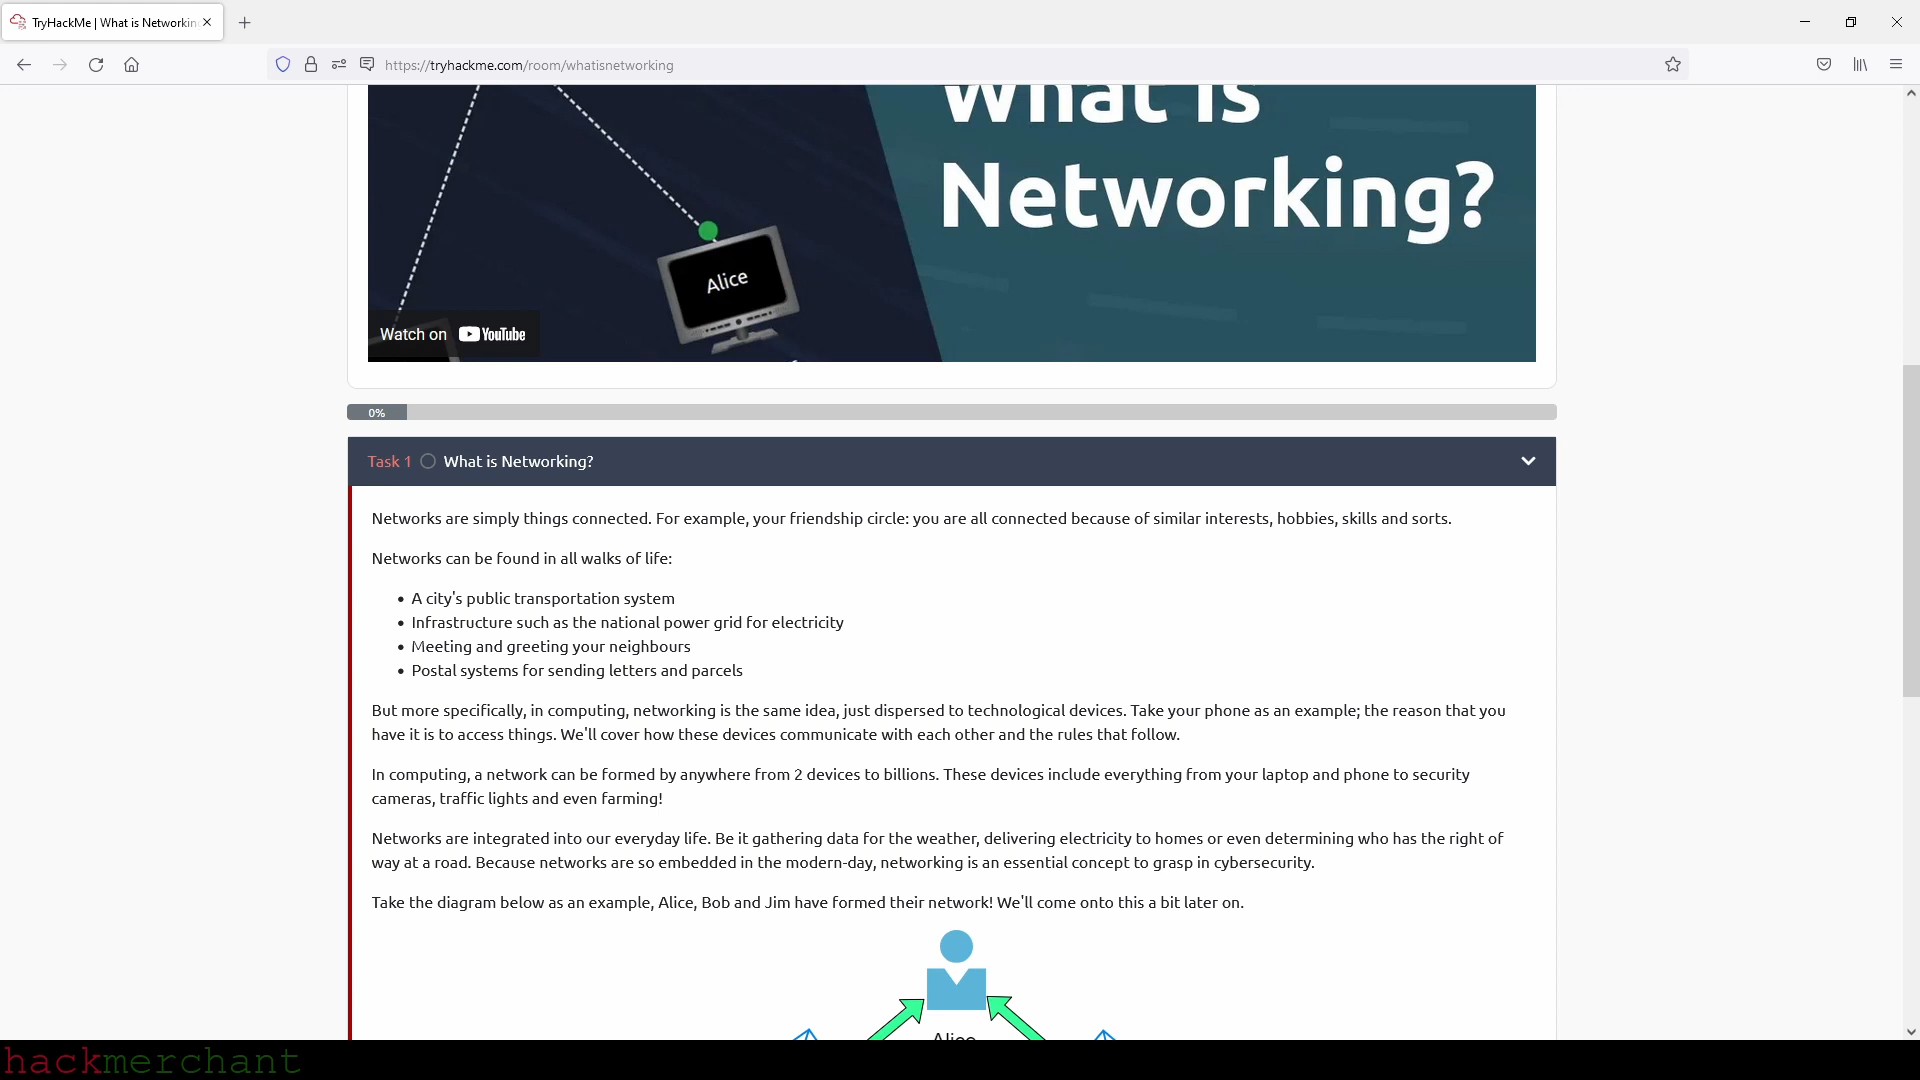 TryHackMe | What is Networkin
https://tryhackme.com/room/whatisnetworking
What is
Networking?
Alice
Watch on YouTube
0%
Task 1 What is Networking?
Networks are simply things connected. For example, your friendship circle: you are all connected because of similar interests, hobbies, skills and sorts.
Networks can be found in all walks of life:
• A city's public transportation system
• Infrastructure such as the national power grid for electricity
• Meeting and greeting your neighbours
• Postal systems for sending letters and parcels
But more specifically, in computing, networking is the same idea, just dispersed to technological devices. Take your phone as an example; the reason that you
have it is to access things. We'll cover how these devices communicate with each other and the rules that follow.
In computing, a network can be formed by anywhere from 2 devices to billions. These devices include everything from your laptop and phone to security
cameras, traffic lights and even farming!
Networks are integrated into our everyday life. Be it gathering data for the weather, delivering electricity to homes or even determining who has the right of
way at a road. Because networks are so embedded in the modern-day, networking is an essential concept to grasp in cybersecurity.
Take the diagram below as an example, Alice, Bob and Jim have formed their network! We'll come onto this a bit later on.
Alice
hackmerchant